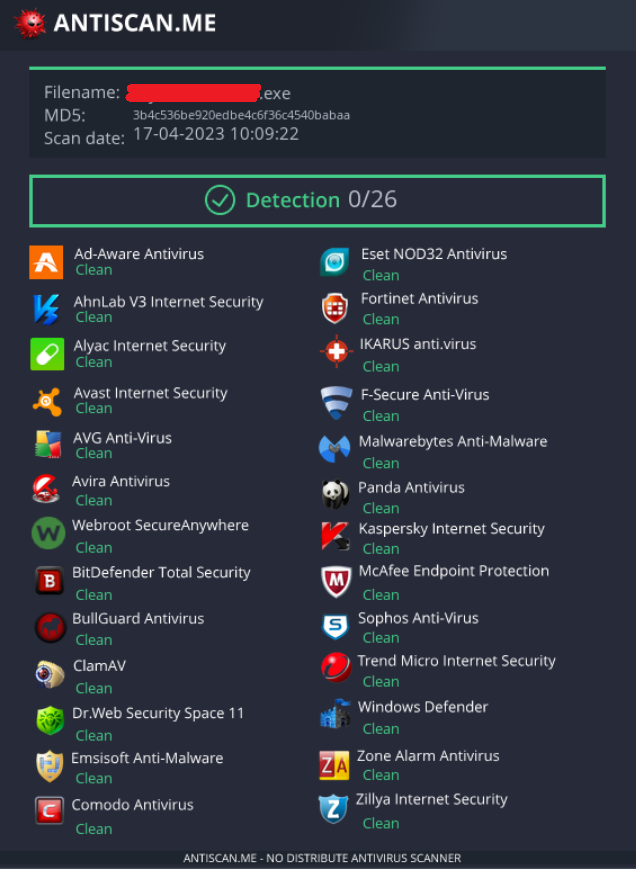 ANTISCAN.ME
Filename: .exe
MD5: 3b4c536be920edbe4c6f36c4540babaa
Scan date: 17-04-2023 10:09:22
Detection 0/26
Ad-Aware Antivirus
Clean
AhnLab V3 Internet Security
Clean
Alyac Internet Security
Clean
Avast Internet Security
Clean
AVG Anti-Virus
Clean
Avira Antivirus
Clean
Webroot SecureAnywhere
Clean
BitDefender Total Security
Clean
BullGuard Antivirus
Clean
ClamAV
Clean
Dr.Web Security Space 11
Clean
Emsisoft Anti-Malware
Clean
Comodo Antivirus
Clean
Eset NOD32 Antivirus
Clean
Fortinet Antivirus
Clean
IKARUS anti.virus
Clean
F-Secure Anti-Virus
Clean
Malwarebytes Anti-Malware
Clean
Panda Antivirus
Clean
Kaspersky Internet Security
Clean
McAfee Endpoint Protection
Clean
Sophos Anti-Virus
Clean
Trend Micro Internet Security
Clean
Windows Defender
Clean
Zone Alarm Antivirus
Clean
Zillya Internet Security
Clean
ANTISCAN.ME - NO DISTRIBUTE ANTIVIRUS SCANNER